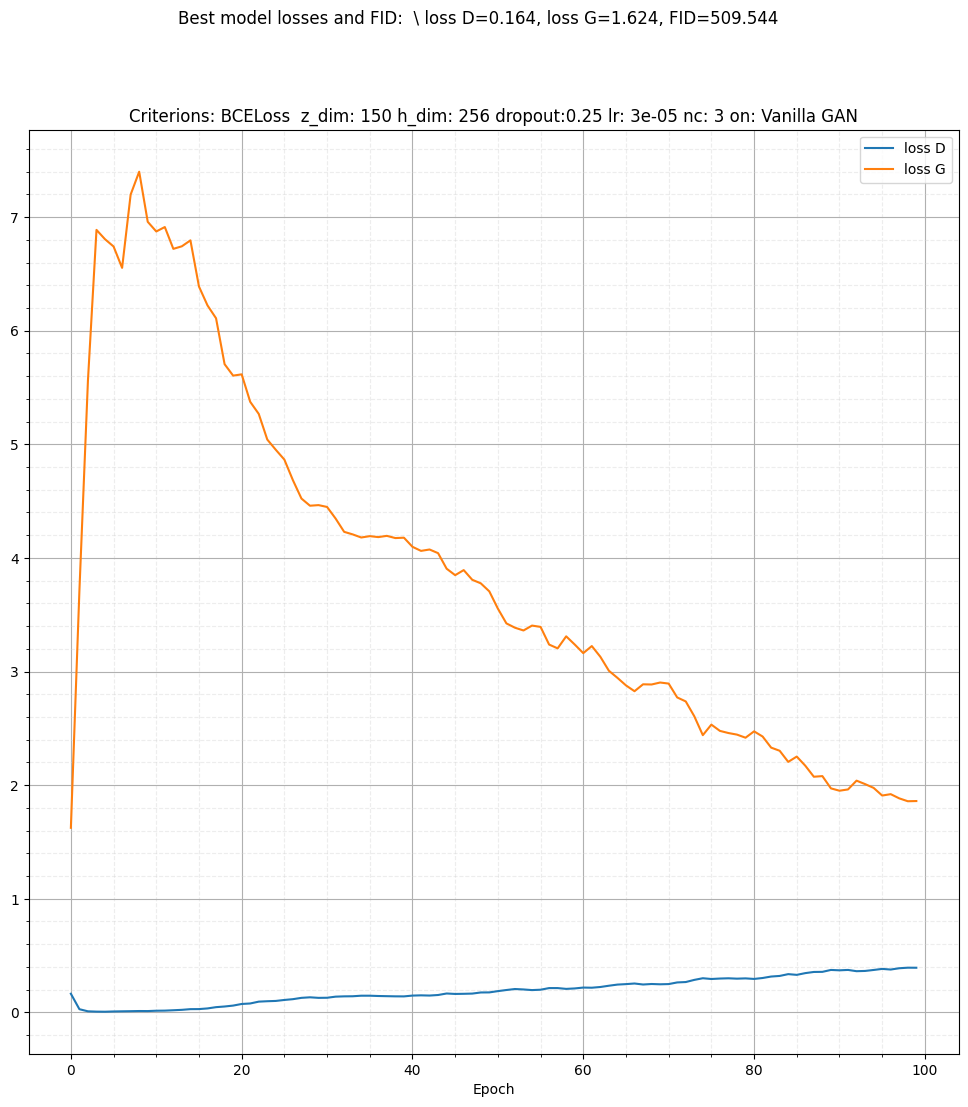 Best model losses and FID:  \ loss D=0.164, loss G=1.624, FID=509.544
Criterions: BCELoss  z_dim: 150 h_dim: 256 dropout:0.25 lr: 3e-05 nc: 3 on: Vanilla GAN
loss D
loss G
7
6
5
4
3
2
1
0
0 20 40 60 80 100
Epoch